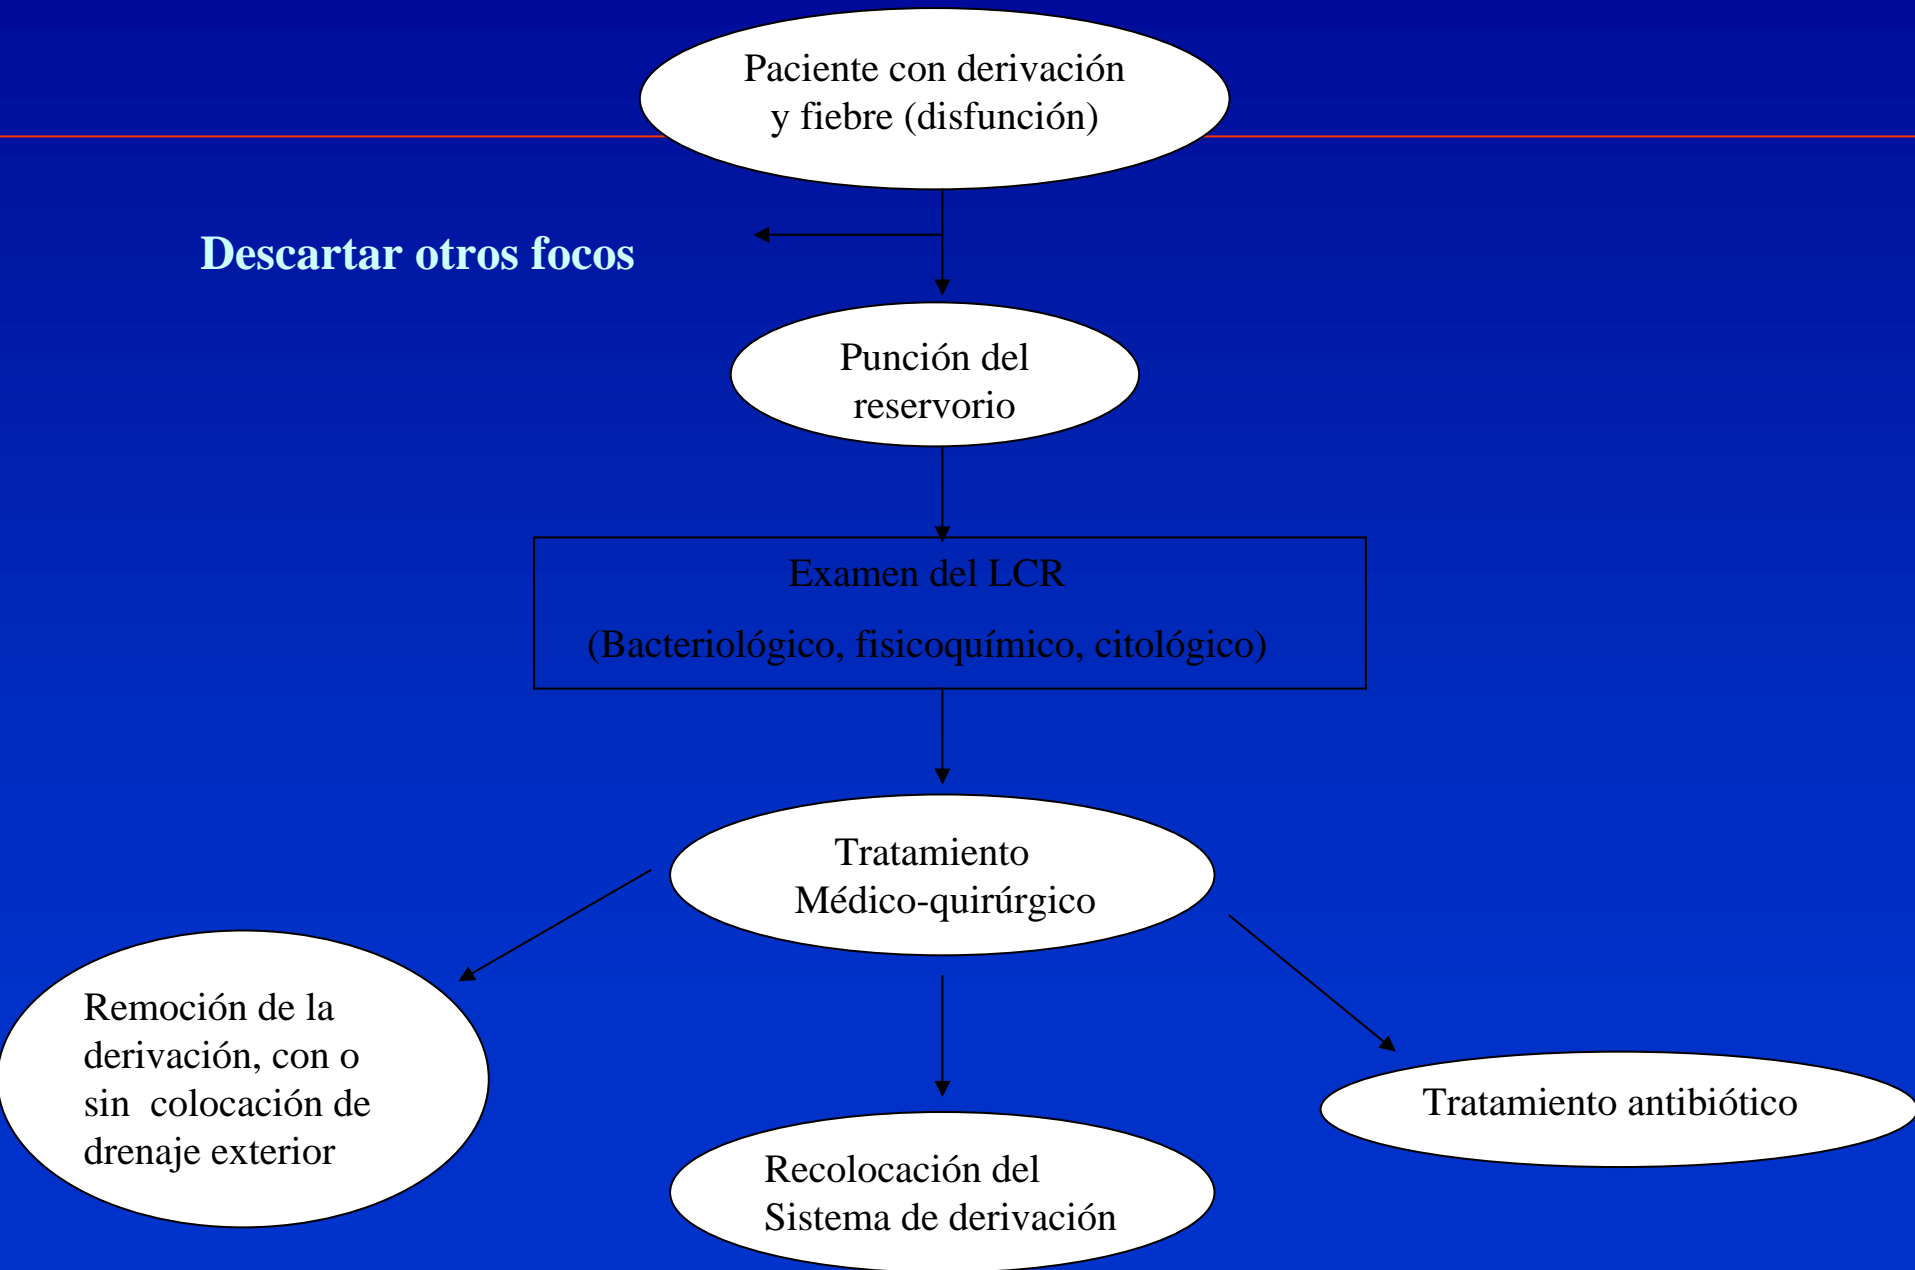 Paciente con derivación
y fiebre (disfunción)
Descartar otros focos
Punción del
reservorio
Examen del LCR
(Bacteriológico, fisicoquímico, citológico)
Tratamiento
Médico-quirúrgico
Remoción de la
derivación, con o
sin colocación de
drenaje exterior
Recolocación del
Sistema de derivación
Tratamiento antibiótico